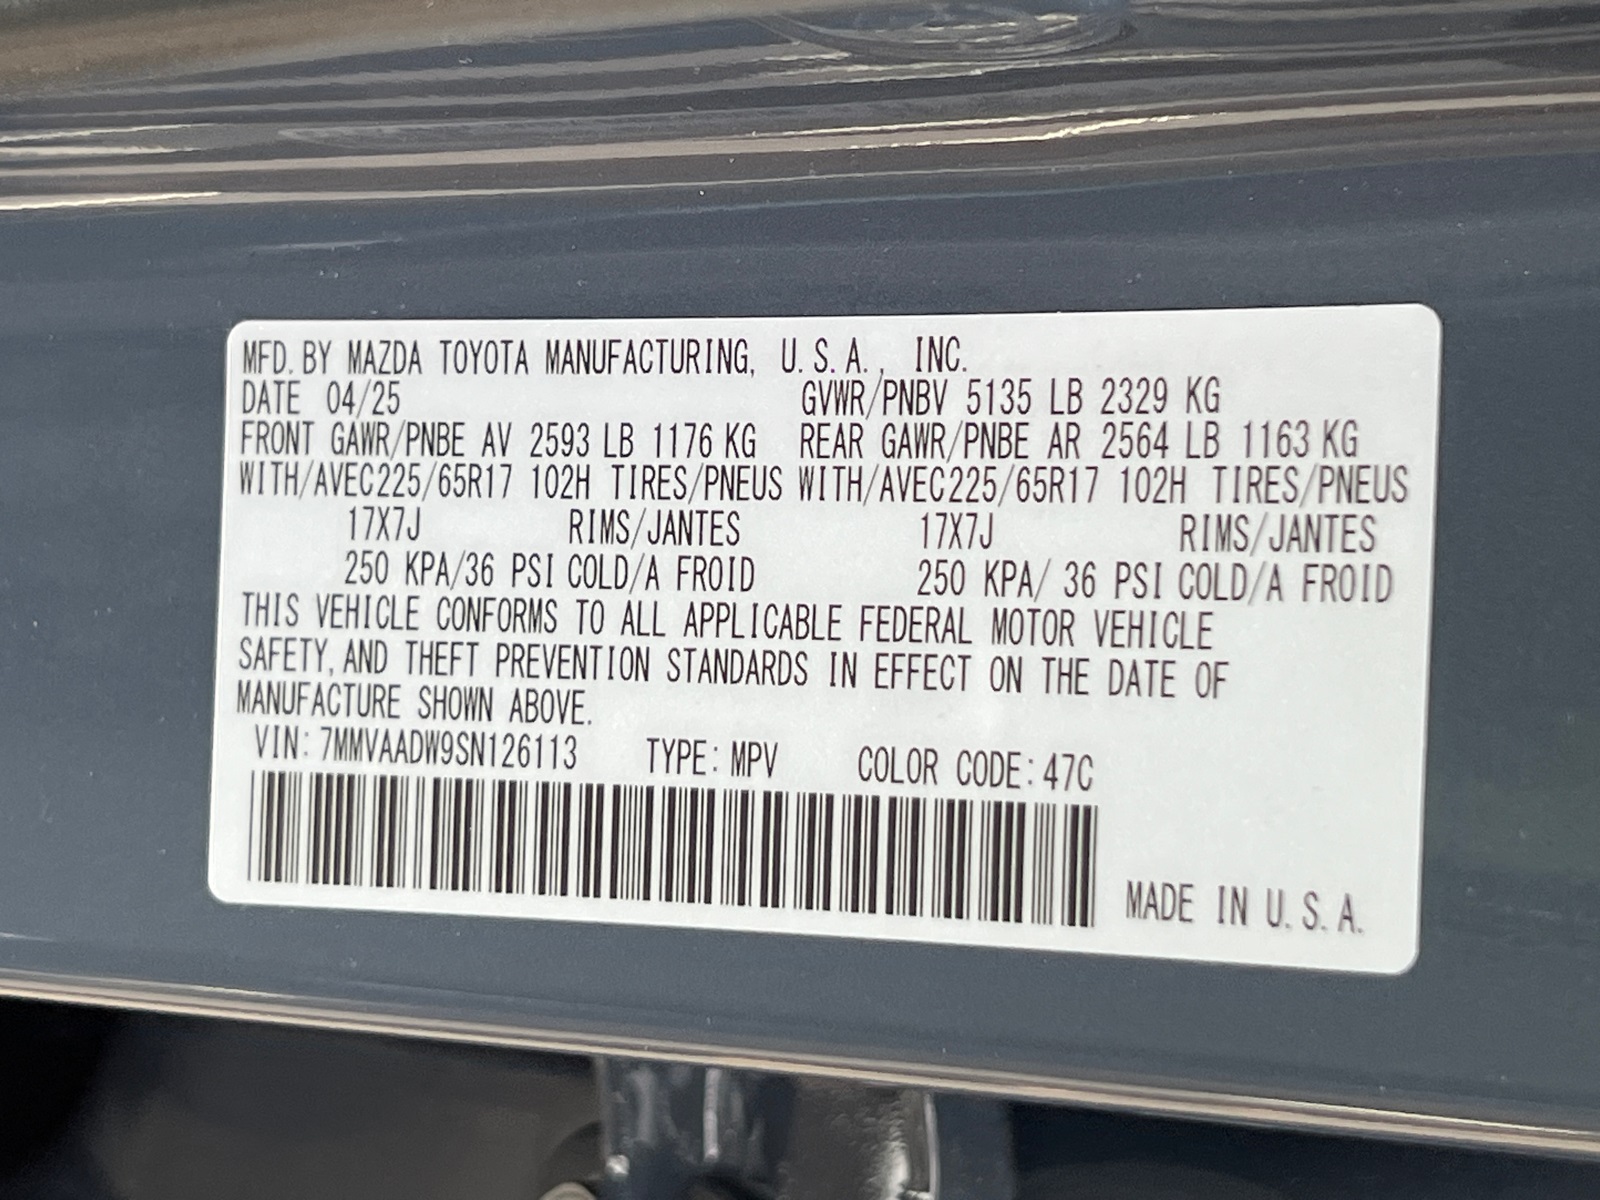 MFD. BY MAZDA TOYOTA MANUFACTURING, U.S.A., INC.
DATE 04/25 GVWR/PNBV 5135 LB 2329 KG
FRONT GAWR/PNBE AV 2593 LB 1176 KG REAR GAWR/PNBE AR 2564 LB 1163 KG
WITH/AVEC225/65R17 102H TIRES/PNEUS WITH/AVEC225/65R17 102H TIRES/PNEUS
17X7J RIMS/JANTES 17X7J RIMS/JANTES
250 KPA/36 PSI COLD/A FROID 250 KPA/ 36 PSI COLD/A FROID
THIS VEHICLE CONFORMS TO ALL APPLICABLE FEDERAL MOTOR VEHICLE
SAFETY, AND THEFT PREVENTION STANDARDS IN EFFECT ON THE DATE OF
MANUFACTURE SHOWN ABOVE.
VIN: 7MMVAADW9SN126113 TYPE: MPV COLOR CODE: 47C
MADE IN U.S.A.